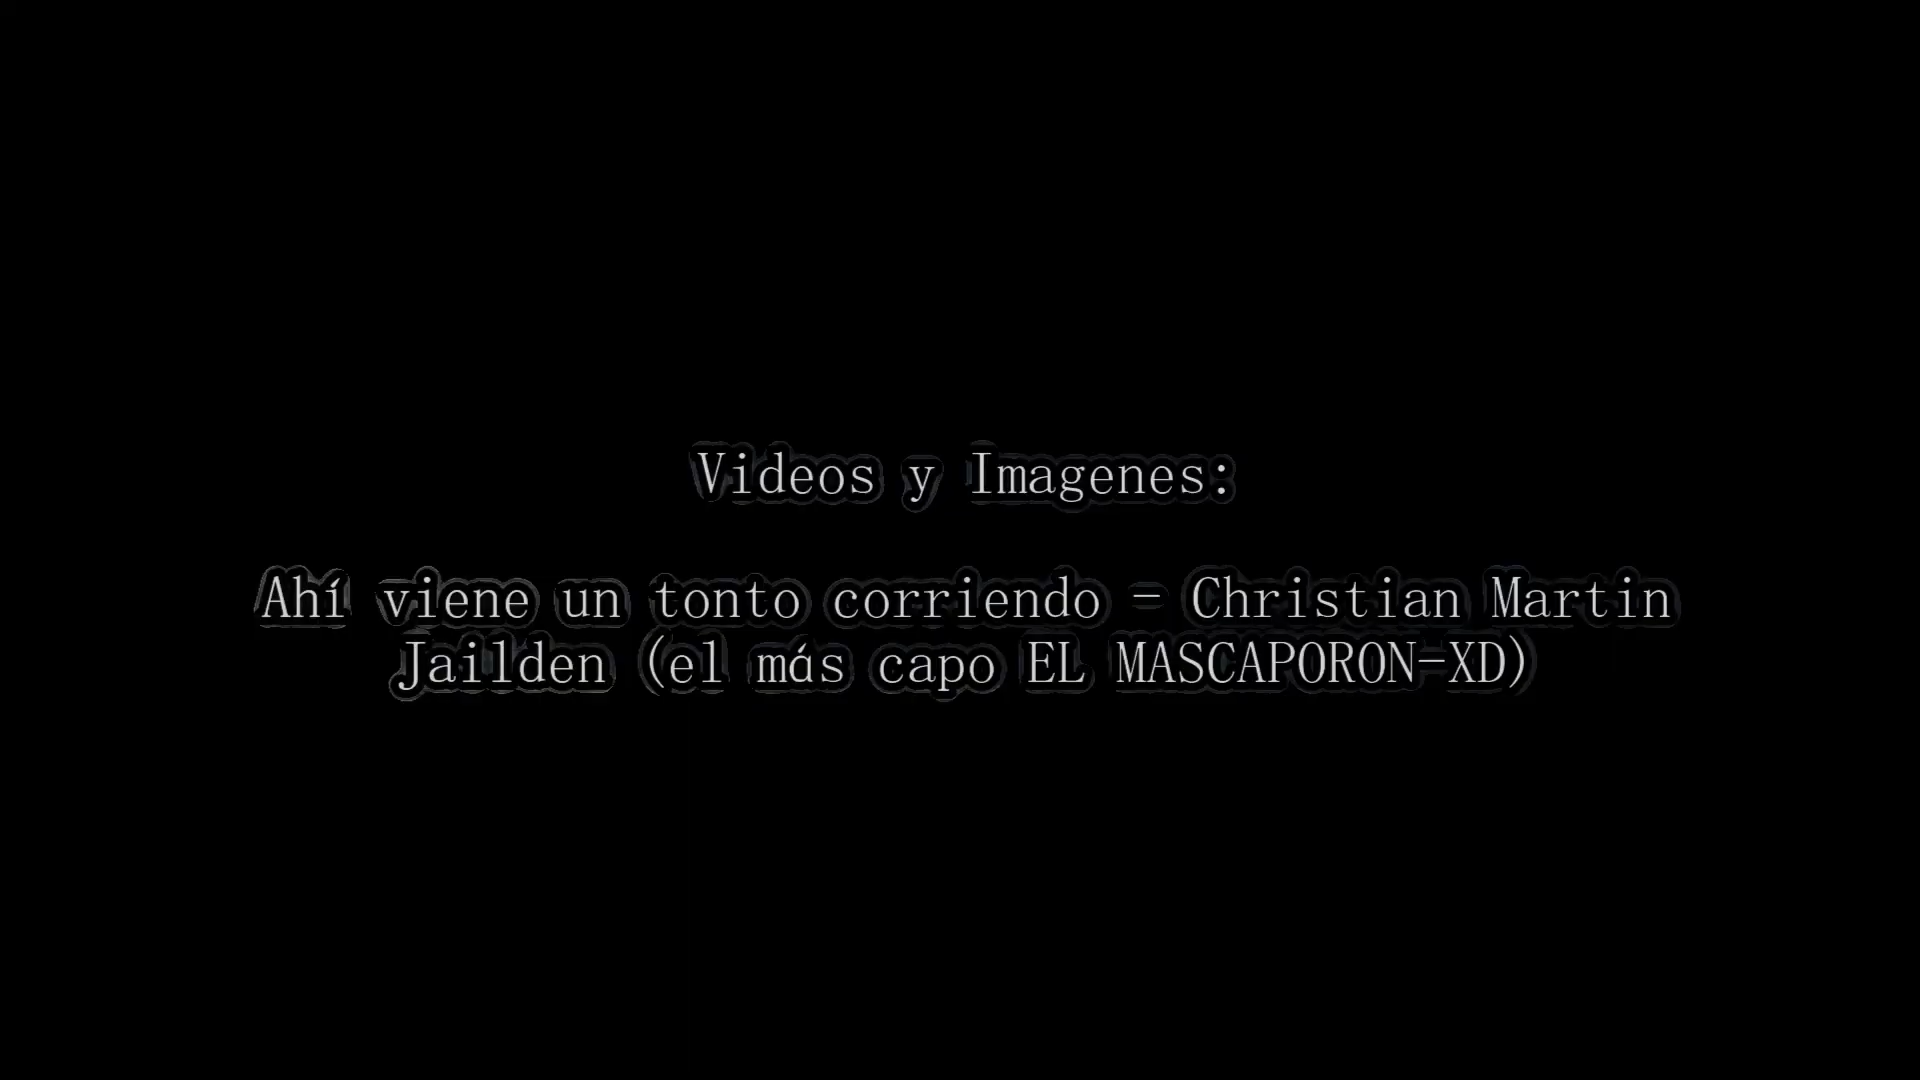 Videos y Imagenes:
Ahí viene un tonto corriendo = Christian Martin
Jailden (el más capo EL MASCAPORON-XD)